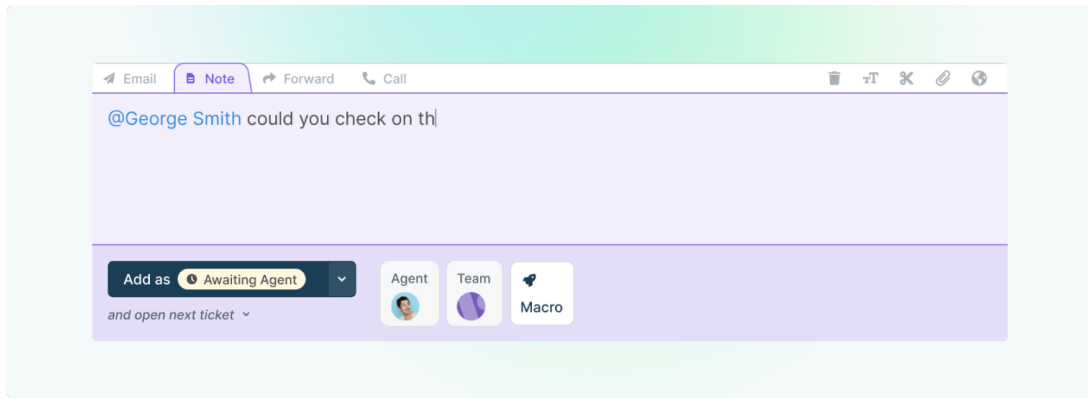 Email Note Forward Call
@George Smith could you check on th
Add as Awaiting Agent
and open next ticket
Agent
Team
Macro